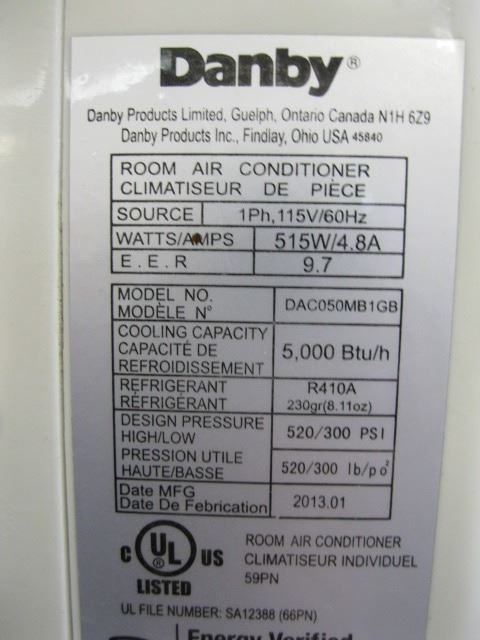 Danby®
Danby Products Limited, Guelph, Ontario Canada N1H 6Z9
Danby Products Inc., Findlay, Ohio USA 45840
ROOM AIR CONDITIONER
CLIMATISEUR DE PIÈCE
SOURCE 1Ph,115V/60Hz
WATTS/AMPS 515W/4.8A
E.E.R 9.7
MODEL NO.
MODÈLE N° DAC050MB1GB
COOLING CAPACITY
CAPACITÉ DE
REFROIDISSEMENT 5,000 Btu/h
REFRIGERANT R410A
RÉFRIGÉRANT 230gr(8.11oz)
DESIGN PRESSURE
HIGH/LOW 520/300 PSI
PRESSION UTILE
HAUTE/BASSE 520/300 lb/po²
Date MFG
Date De Febrication 2013.01
C UL US
LISTED
ROOM AIR CONDITIONER
CLIMATISEUR INDIVIDUEL
59PN
UL FILE NUMBER: SA12388 (66PN)
Energy Verified